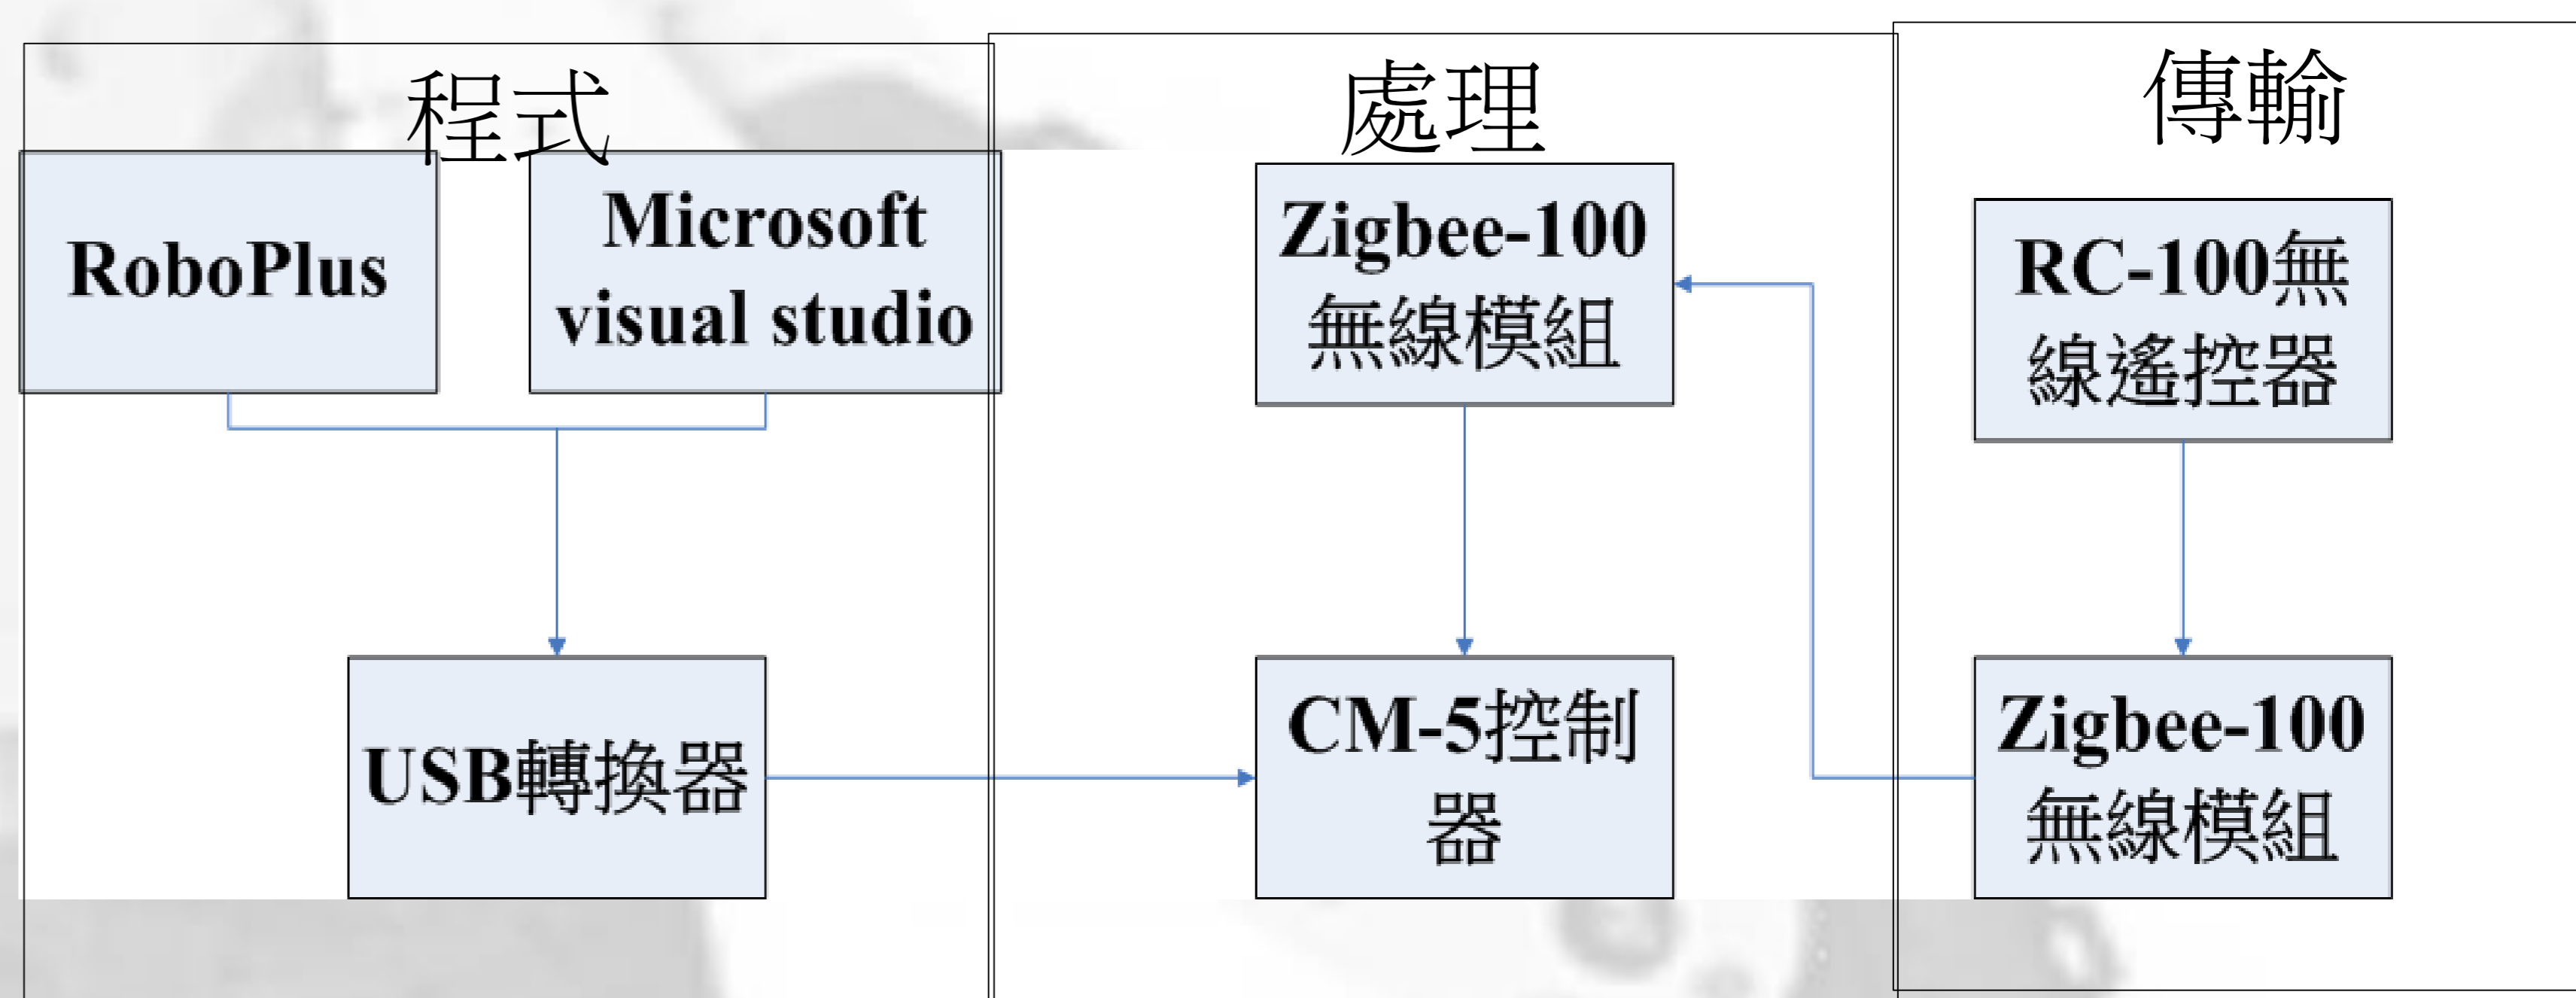 程式
RoboPlus
Microsoft
visual studio
USB轉換器
處理
Zigbee-100
無線模組
CM-5控制
器
傳輸
RC-100無
線遙控器
Zigbee-100
無線模組